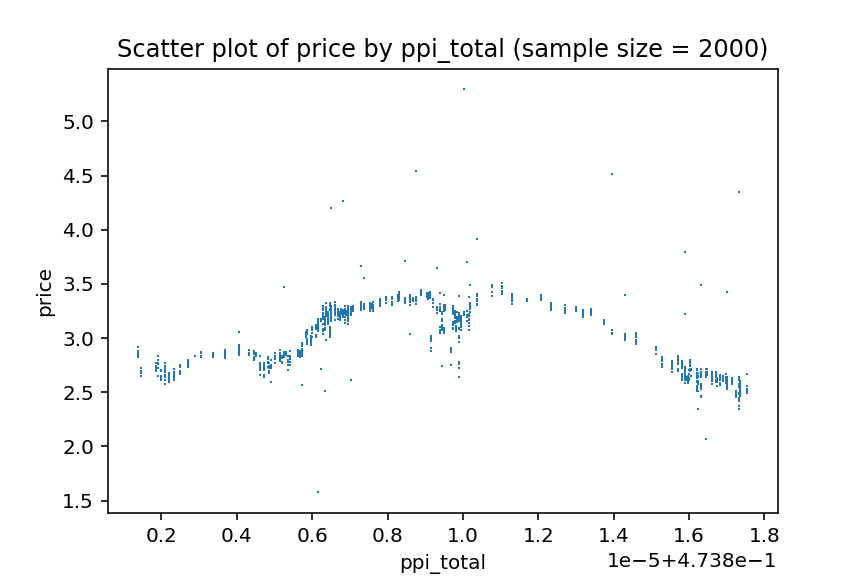 Scatter plot of price by ppi_total (sample size = 2000)
5.0
4.5
4.0
3.5
3.0
2.5
2.0
1.5
price
0.2 0.4 0.6 0.8 1.0 1.2 1.4 1.6 1.8
ppi_total
1e−5+4.738e−1